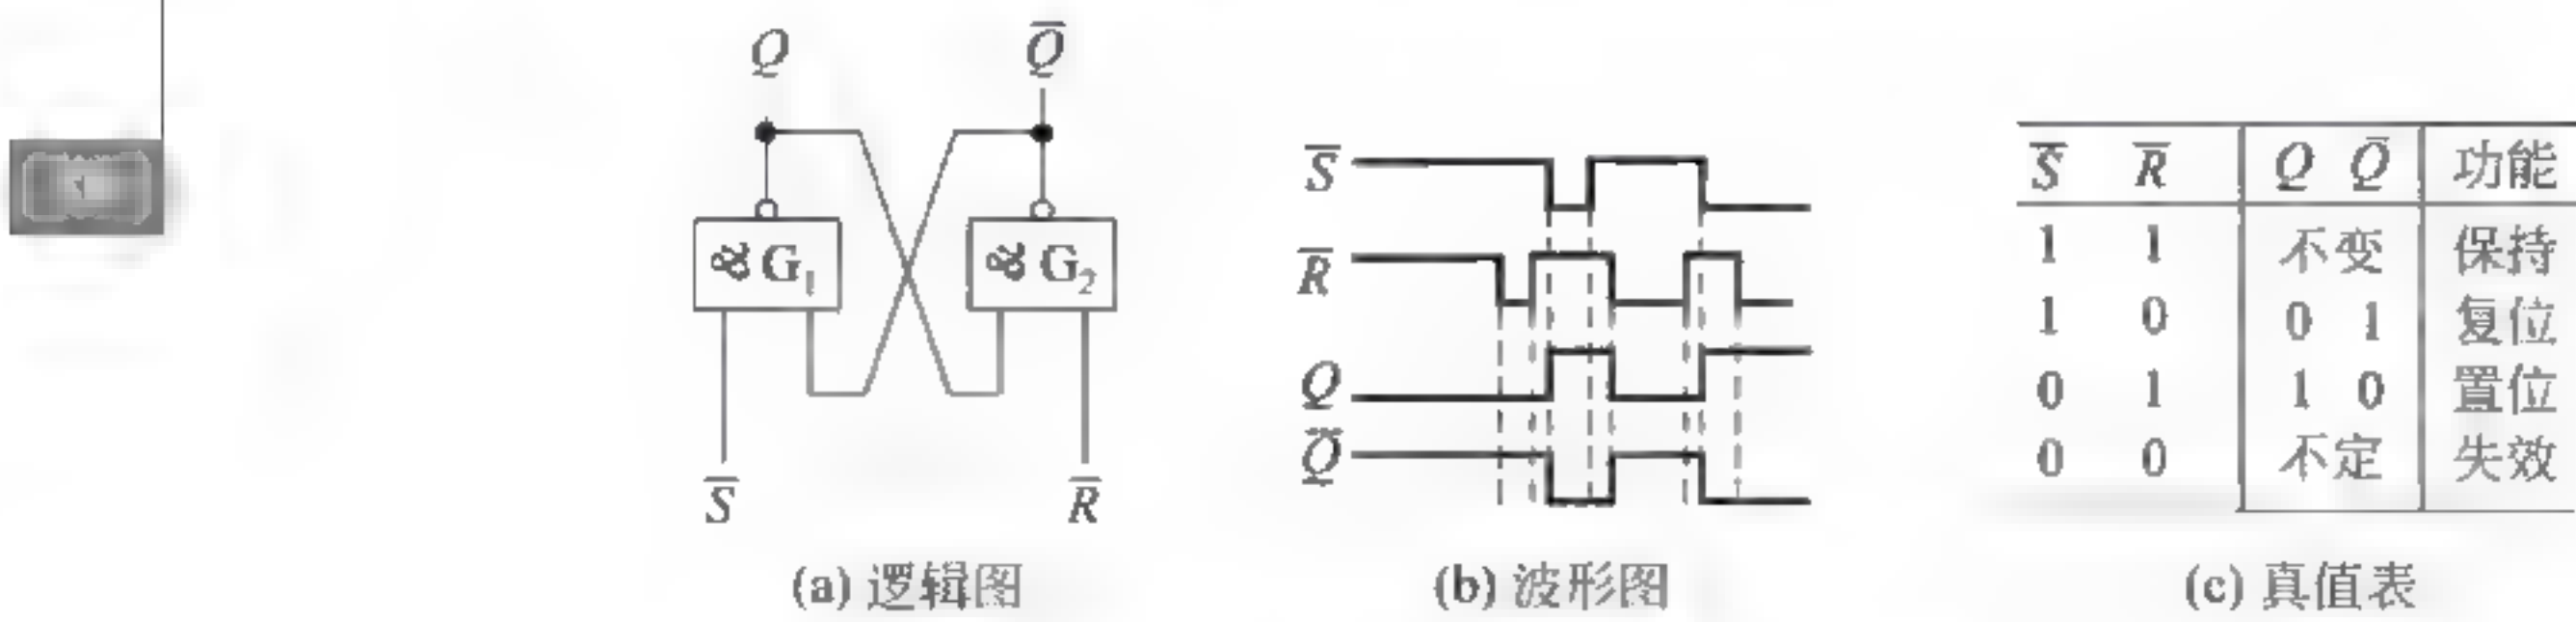 Q Q̅
& G₁ & G₂
S̅ R̅
(a) 逻辑图
S̅
R̅
Q
Q̅
(b) 波形图
S̅ R̅ Q Q̅ 功能
1 1 不变 保持
1 0 0 1 复位
0 1 1 0 置位
0 0 不定 失效
(c) 真值表